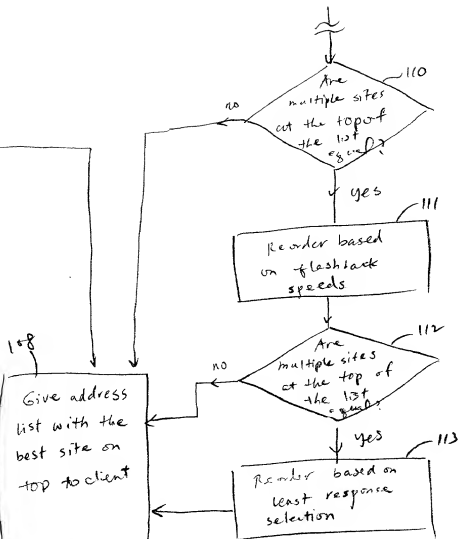 110
Are
multiple sites
at the top of
the list
equal?
no
yes
111
Reorder based
on flashback
speeds
112
Are
multiple sites
at the top of
the list
equal?
no
yes
108
Give address
list with the
best site on
top to client
113
Reorder based on
least response
selection